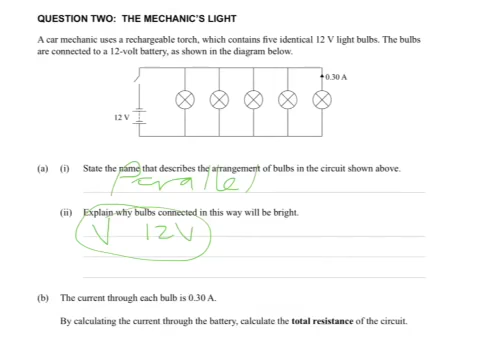 QUESTION TWO: THE MECHANIC'S LIGHT
A car mechanic uses a rechargeable torch, which contains five identical 12 V light bulbs. The bulbs
are connected to a 12-volt battery, as shown in the diagram below.
0.30 A
12 V
(a) (i) State the name that describes the arrangement of bulbs in the circuit shown above.
Parallel
(ii) Explain why bulbs connected in this way will be bright.
V 12V
(b) The current through each bulb is 0.30 A.
By calculating the current through the battery, calculate the total resistance of the circuit.